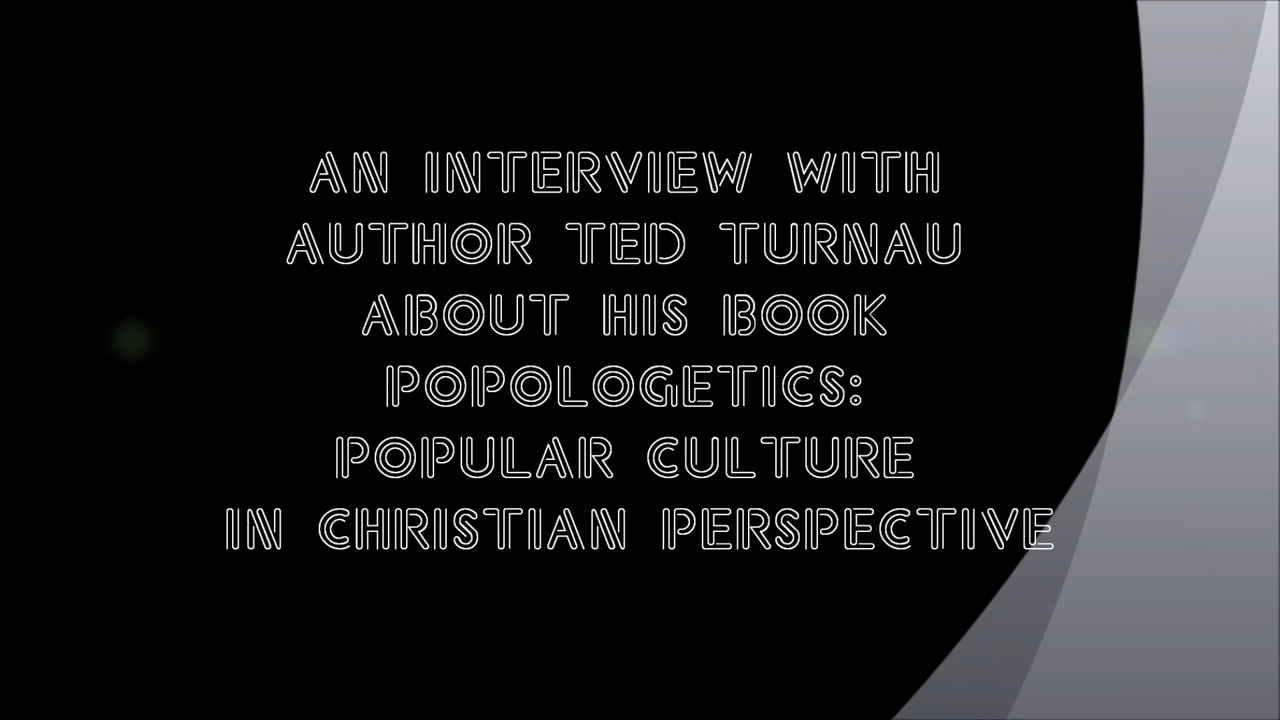 AN INTERVIEW WITH
AUTHOR TED TURNAU
ABOUT HIS BOOK
POPOLOGETICS:
POPULAR CULTURE
IN CHRISTIAN PERSPECTIVE